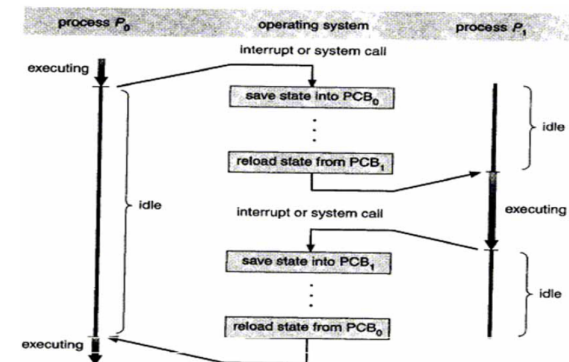 process P0 operating system process P1
interrupt or system call
executing
save state into PCB0
idle
reload state from PCB1
idle
interrupt or system call
executing
save state into PCB1
idle
reload state from PCB0
executing